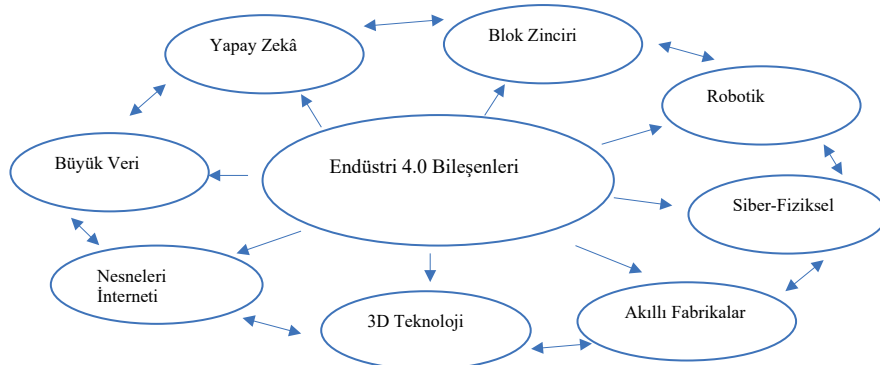 Yapay Zekâ
Blok Zinciri
Robotik
Büyük Veri
Endüstri 4.0 Bileşenleri
Siber-Fiziksel
Nesneleri
İnterneti
3D Teknoloji
Akıllı Fabrikalar